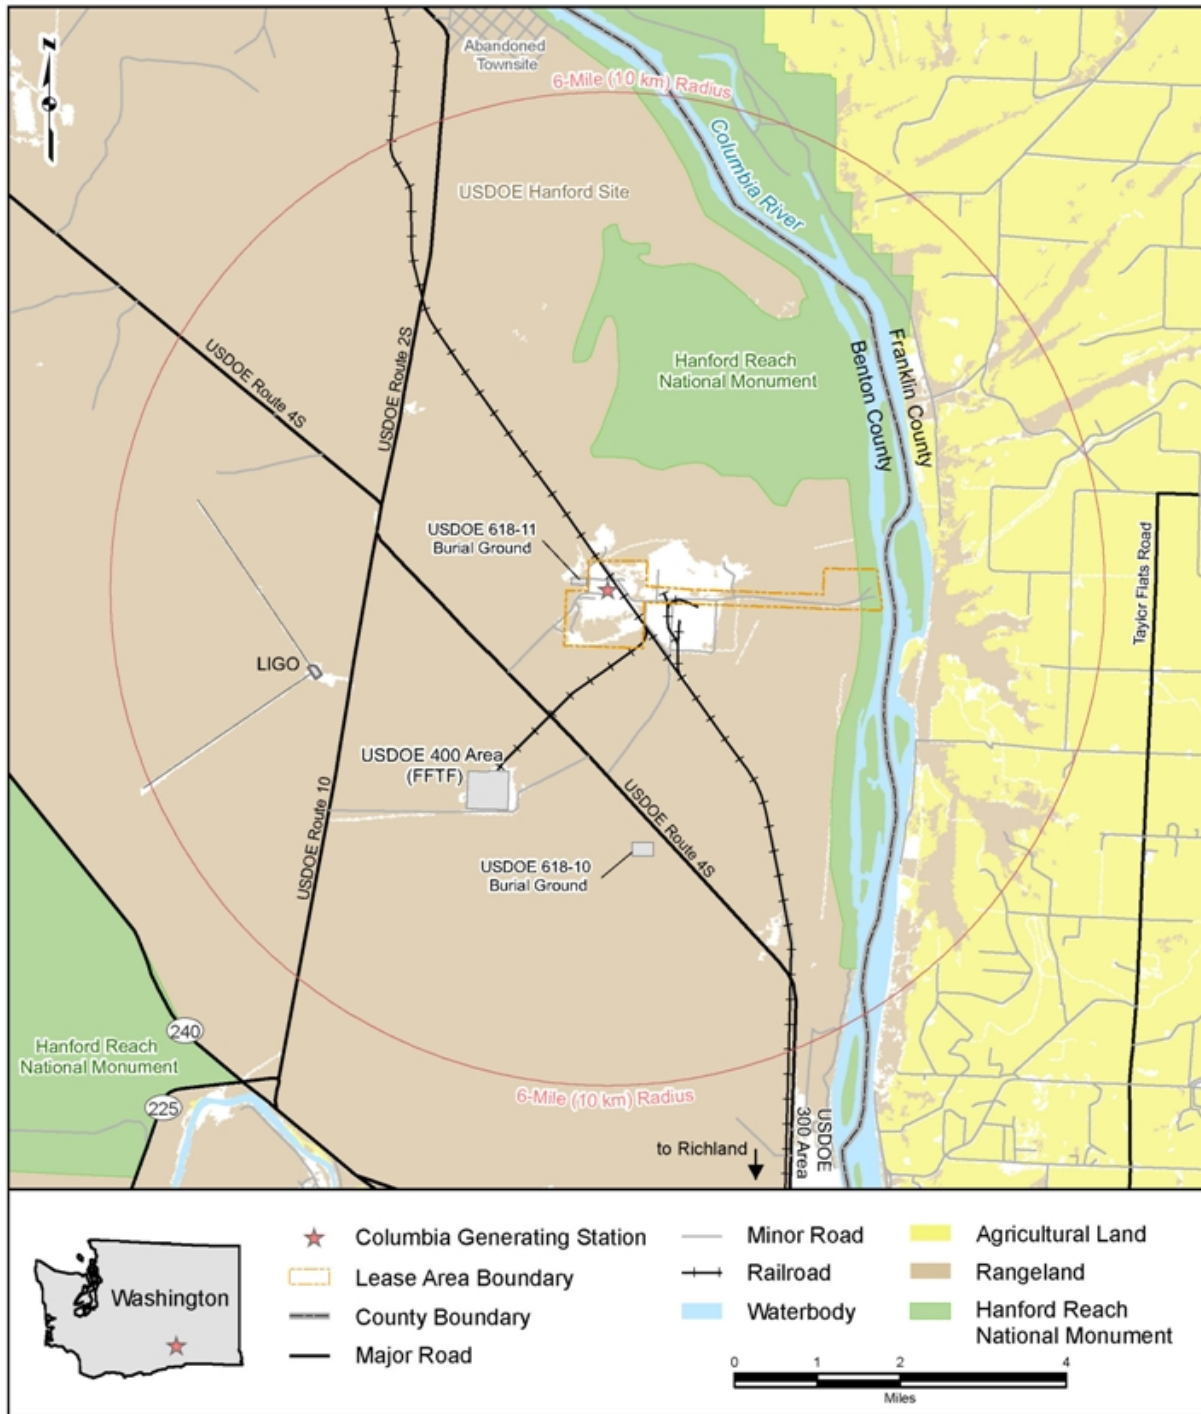 Abandoned
Townsite
6-Mile (10 km) Radius
Columbia River
USDOE Hanford Site
USDOE Route 4S
USDOE Route 2S
Hanford Reach
National Monument
Franklin County
Benton County
USDOE 618-11
Burial Ground
Taylor Flats Road
LIGO
USDOE 400 Area
(FFTF)
USDOE Route 10
USDOE Route 4S
USDOE 618-10
Burial Ground
240
Hanford Reach
National Monument
225
6-Mile (10 km) Radius
to Richland
USDOE
300 Area
Washington
Columbia Generating Station
Lease Area Boundary
County Boundary
Major Road
Minor Road
Railroad
Waterbody
Agricultural Land
Rangeland
Hanford Reach
National Monument
0 1 2 4
Miles